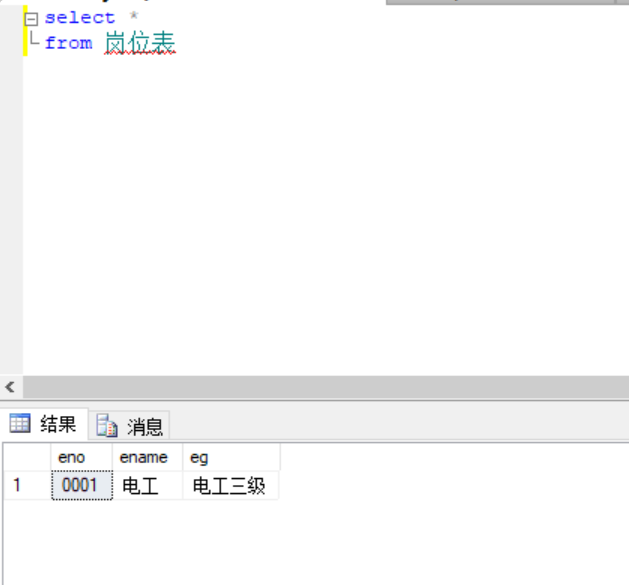 select *
from 岗位表
结果 消息
eno ename eg
1 0001 电工 电工三级